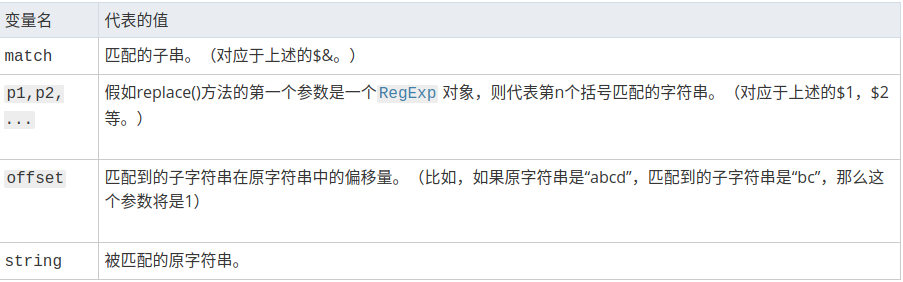 变量名 代表的值
match 匹配的子串。（对应于上述的$&。）
p1,p2, 假如replace()方法的第一个参数是一个RegExp 对象，则代表第n个括号匹配的字符串。（对应于上述的$1，$2
... 等。）
offset 匹配到的子字符串在原字符串中的偏移量。（比如，如果原字符串是“abcd”，匹配到的子字符串是“bc”，那么这
个参数将是1）
string 被匹配的原字符串。